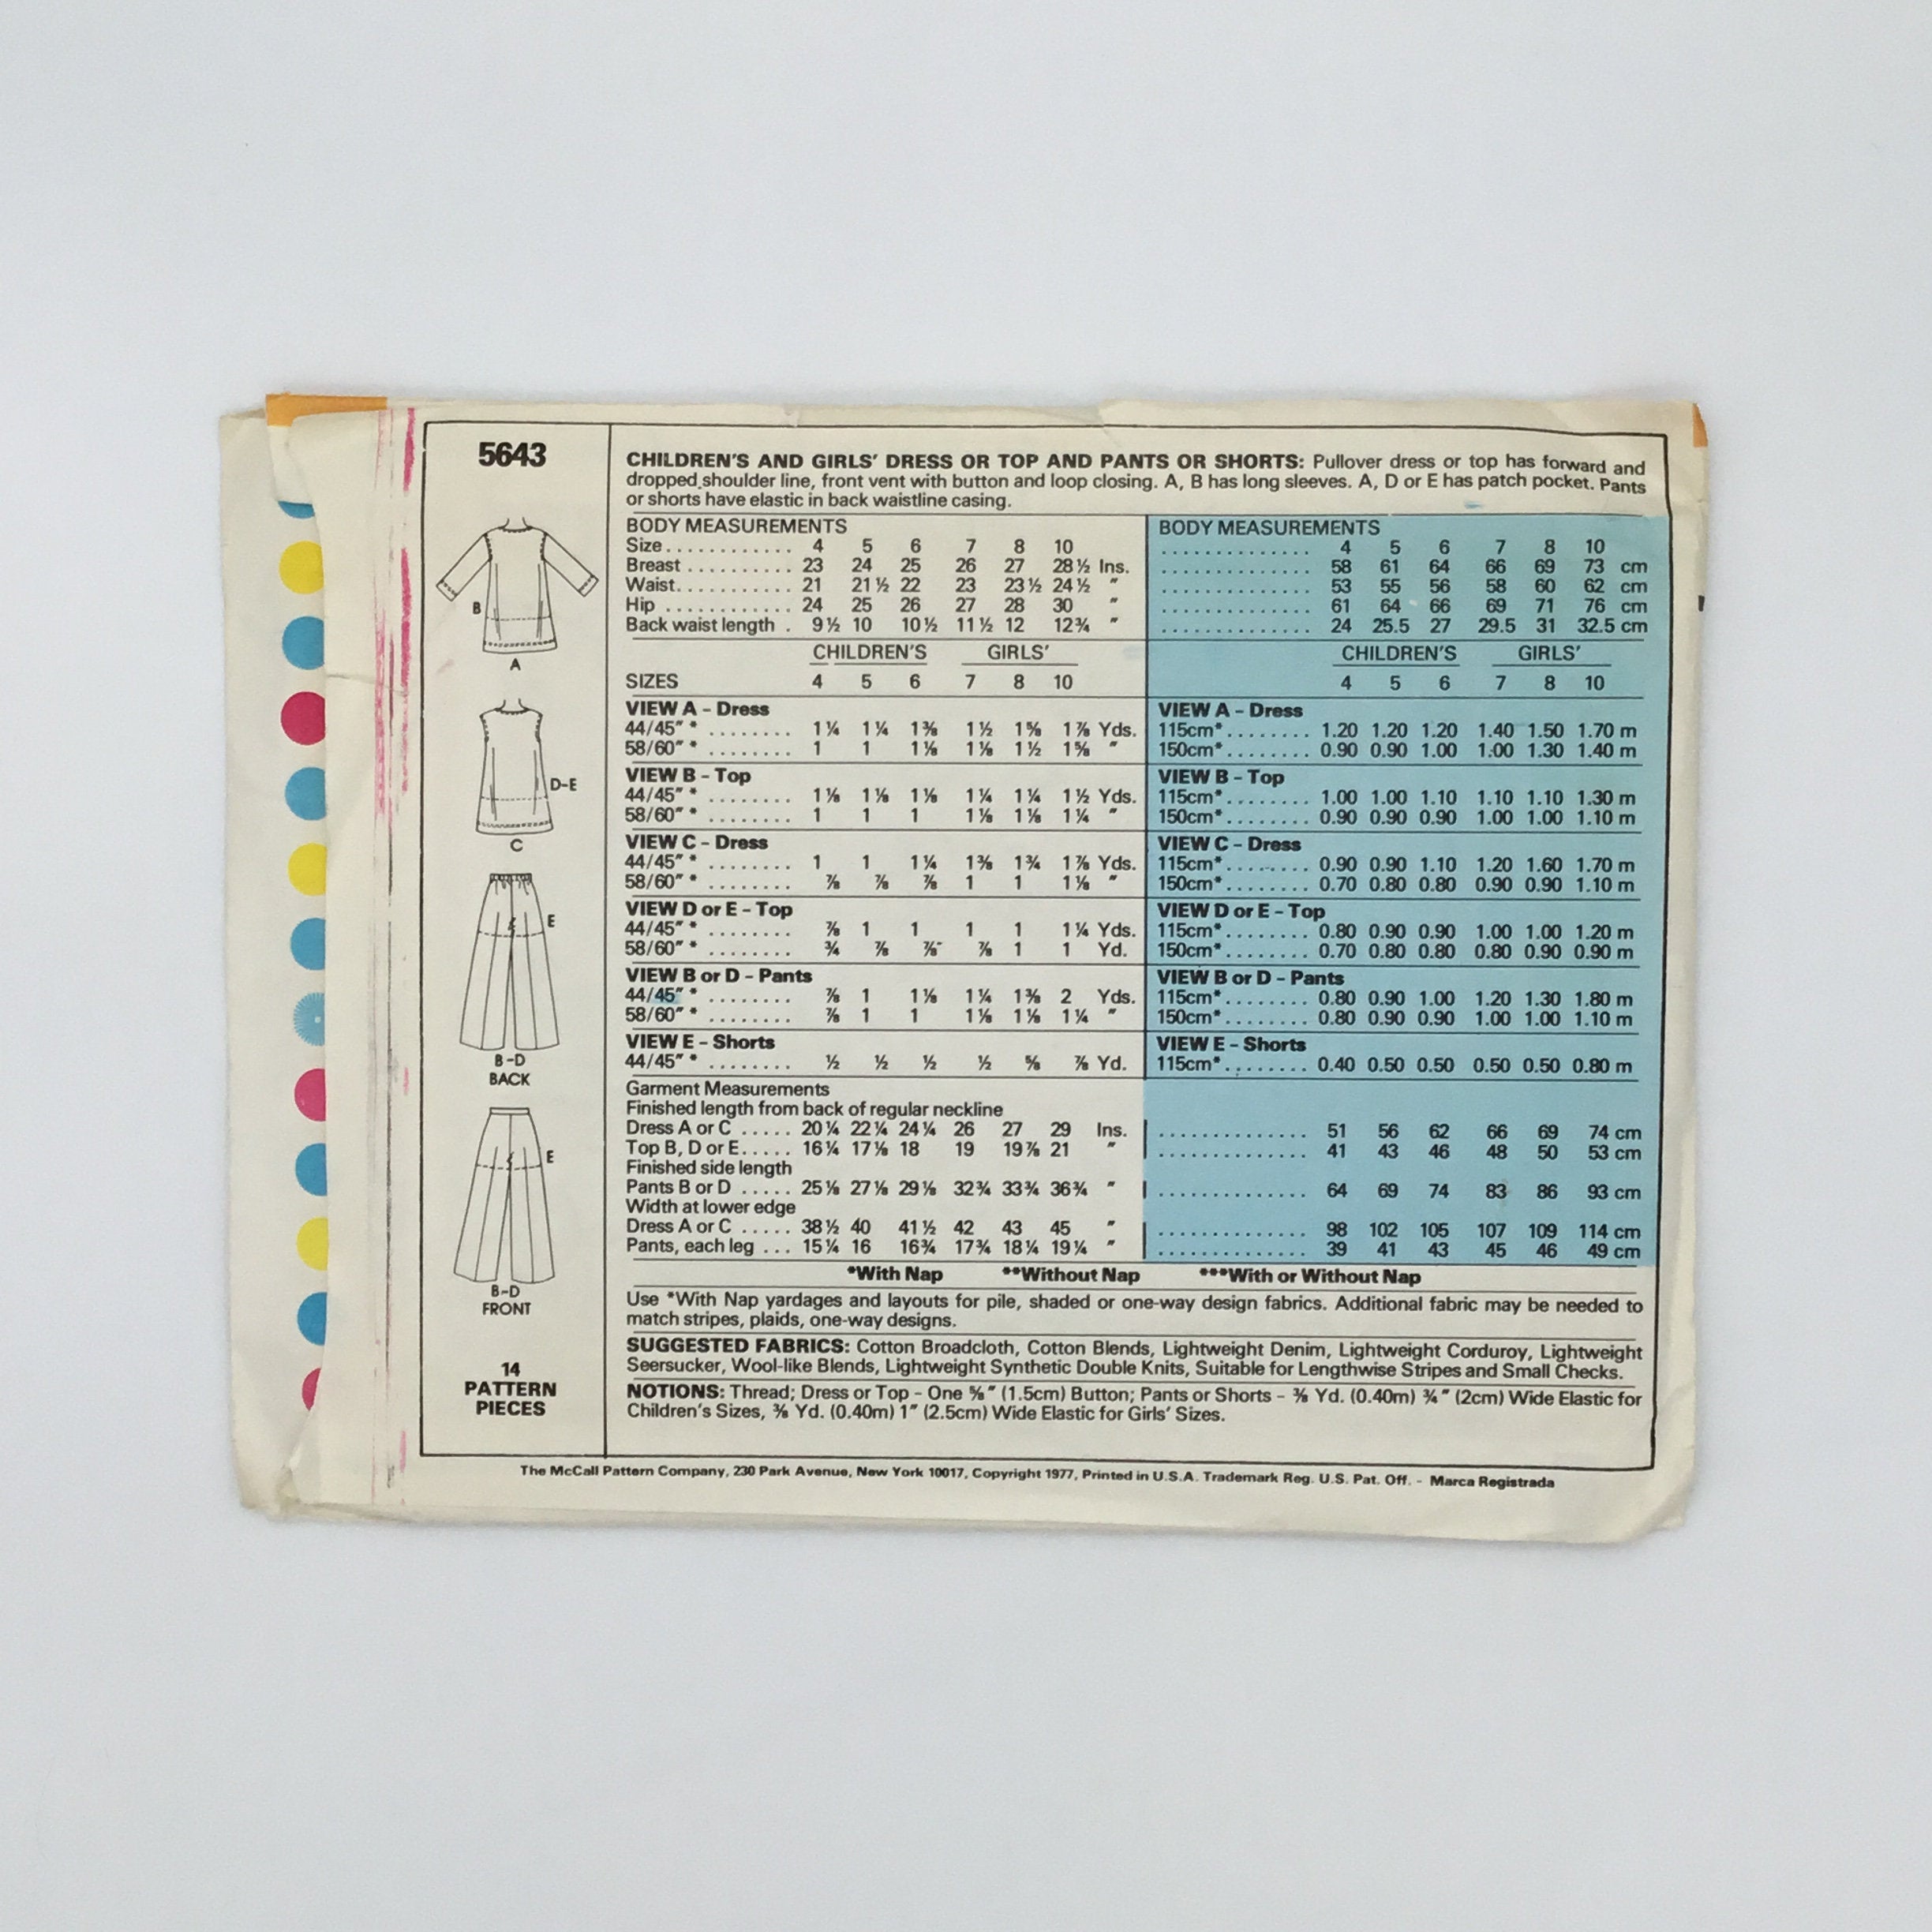 5643
B
A
D-E
C
E
B-D
BACK
E
B-D
FRONT
14
PATTERN
PIECES
CHILDREN'S AND GIRLS' DRESS OR TOP AND PANTS OR SHORTS: Pullover dress or top has forward and
dropped shoulder line, front vent with button and loop closing. A, B has long sleeves. A, D or E has patch pocket. Pants
or shorts have elastic in back waistline casing.
BODY MEASUREMENTS
Size............ 4 5 6 7 8 10
Breast .......... 23 24 25 26 27 28½ Ins.
Waist........... 21 21½ 22 23 23½ 24½ "
Hip ............ 24 25 26 27 28 30 "
Back waist length . 9½ 10 10½ 11½ 12 12¾ "
CHILDREN'S GIRLS'
SIZES 4 5 6 7 8 10
VIEW A - Dress
44/45" * ........ 1¼ 1¼ 1⅜ 1½ 1⅝ 1⅞ Yds.
58/60" * ........ 1 1 1⅛ 1⅛ 1½ 1⅝ "
VIEW B - Top
44/45" * ........ 1⅛ 1⅛ 1⅛ 1¼ 1¼ 1½ Yds.
58/60" * ........ 1 1 1 1⅛ 1⅛ 1¼ "
VIEW C - Dress
44/45" * ........ 1 1 1¼ 1⅜ 1¾ 1⅞ Yds.
58/60" * ........ ⅞ ⅞ ⅞ 1 1 1⅛ "
VIEW D or E - Top
44/45" * ........ ⅞ 1 1 1 1 1¼ Yds.
58/60" * ........ ¾ ⅞ ⅞ ⅞ 1 1 Yd.
VIEW B or D - Pants
44/45" * ........ ⅞ 1 1⅛ 1¼ 1⅜ 2 Yds.
58/60" * ........ ⅞ 1 1 1⅛ 1⅛ 1¼ "
VIEW E - Shorts
44/45" * ........ ½ ½ ½ ½ ⅝ ⅞ Yd.
Garment Measurements
Finished length from back of regular neckline
Dress A or C ..... 20¼ 22¼ 24¼ 26 27 29 Ins.
Top B, D or E..... 16¼ 17⅛ 18 19 19⅞ 21 "
Finished side length
Pants B or D ..... 25⅛ 27⅛ 29⅛ 32¾ 33¾ 36¾ "
Width at lower edge
Dress A or C ..... 38½ 40 41½ 42 43 45 "
Pants, each leg ... 15¼ 16 16¾ 17¾ 18¼ 19¼ "
BODY MEASUREMENTS
............... 4 5 6 7 8 10
............... 58 61 64 66 69 73 cm
............... 53 55 56 58 60 62 cm
............... 61 64 66 69 71 76 cm
............... 24 25.5 27 29.5 31 32.5 cm
CHILDREN'S GIRLS'
4 5 6 7 8 10
VIEW A - Dress
115cm*........ 1.20 1.20 1.20 1.40 1.50 1.70 m
150cm*........ 0.90 0.90 1.00 1.00 1.30 1.40 m
VIEW B - Top
115cm*........ 1.00 1.00 1.10 1.10 1.10 1.30 m
150cm*........ 0.90 0.90 0.90 1.00 1.00 1.10 m
VIEW C - Dress
115cm*........ 0.90 0.90 1.10 1.20 1.60 1.70 m
150cm*........ 0.70 0.80 0.80 0.90 0.90 1.10 m
VIEW D or E - Top
115cm*........ 0.80 0.90 0.90 1.00 1.00 1.20 m
150cm*........ 0.70 0.80 0.80 0.80 0.90 0.90 m
VIEW B or D - Pants
115cm*........ 0.80 0.90 1.00 1.20 1.30 1.80 m
150cm*........ 0.80 0.90 0.90 1.00 1.00 1.10 m
VIEW E - Shorts
115cm*........ 0.40 0.50 0.50 0.50 0.50 0.80 m
............... 51 56 62 66 69 74 cm
............... 41 43 46 48 50 53 cm
............... 64 69 74 83 86 93 cm
............... 98 102 105 107 109 114 cm
............... 39 41 43 45 46 49 cm
*With Nap **Without Nap ***With or Without Nap
Use *With Nap yardages and layouts for pile, shaded or one-way design fabrics. Additional fabric may be needed to
match stripes, plaids, one-way designs.
SUGGESTED FABRICS: Cotton Broadcloth, Cotton Blends, Lightweight Denim, Lightweight Corduroy, Lightweight
Seersucker, Wool-like Blends, Lightweight Synthetic Double Knits, Suitable for Lengthwise Stripes and Small Checks.
NOTIONS: Thread; Dress or Top - One ⅝" (1.5cm) Button; Pants or Shorts - ⅜ Yd. (0.40m) ¾" (2cm) Wide Elastic for
Children's Sizes, ⅜ Yd. (0.40m) 1" (2.5cm) Wide Elastic for Girls' Sizes.
The McCall Pattern Company, 230 Park Avenue, New York 10017, Copyright 1977, Printed in U.S.A. Trademark Reg. U.S. Pat. Off. - Marca Registrada